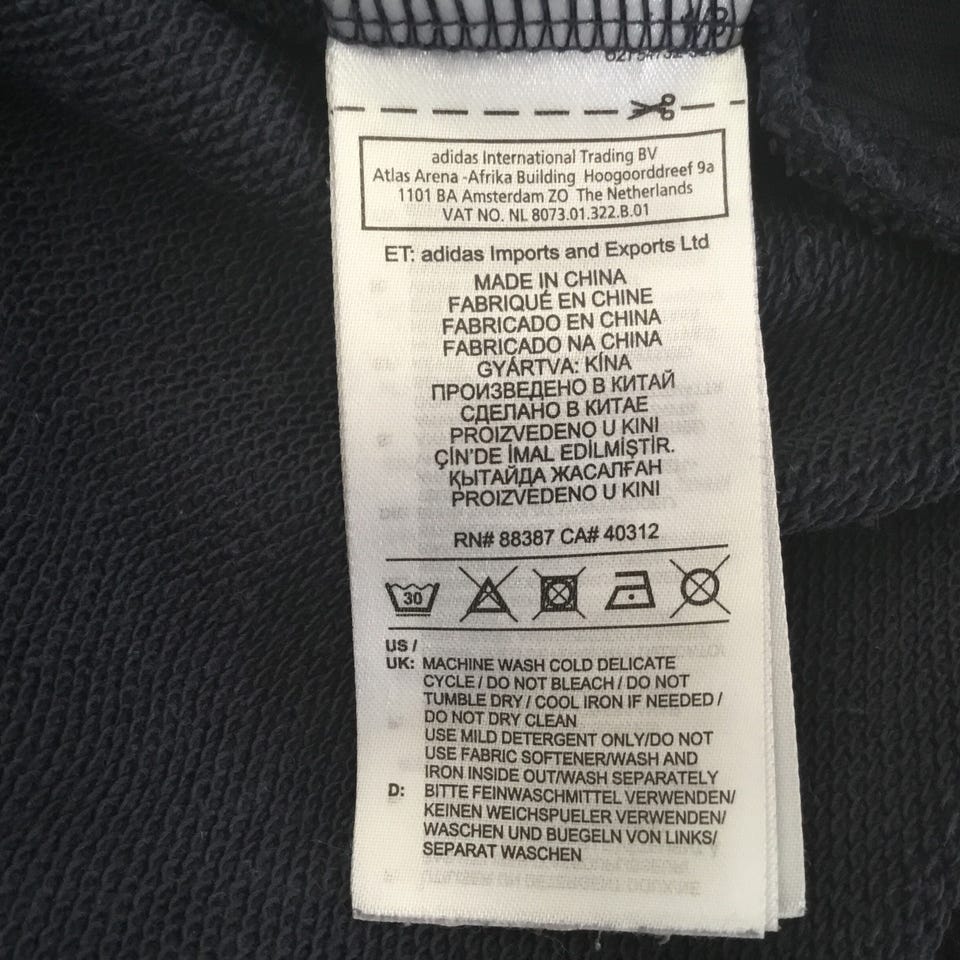 adidas International Trading BV
Atlas Arena -Afrika Building Hoogoorddreef 9a
1101 BA Amsterdam ZO The Netherlands
VAT NO. NL 8073.01.322.B.01
ET: adidas Imports and Exports Ltd
MADE IN CHINA
FABRIQUÉ EN CHINE
FABRICADO EN CHINA
FABRICADO NA CHINA
GYÁRTVA: KÍNA
ПРОИЗВЕДЕНО В КИТАЙ
СДЕЛАНО В КИТАЕ
PROIZVEDENO U KINI
ÇİN'DE İMAL EDİLMİŞTİR.
ҚЫТАЙДА ЖАСАЛҒАН
PROIZVEDENO U KINI
RN# 88387 CA# 40312
30
US /
UK: MACHINE WASH COLD DELICATE
CYCLE / DO NOT BLEACH / DO NOT
TUMBLE DRY / COOL IRON IF NEEDED /
DO NOT DRY CLEAN
USE MILD DETERGENT ONLY/DO NOT
USE FABRIC SOFTENER/WASH AND
IRON INSIDE OUT/WASH SEPARATELY
D: BITTE FEINWASCHMITTEL VERWENDEN/
KEINEN WEICHSPUELER VERWENDEN/
WASCHEN UND BUEGELN VON LINKS/
SEPARAT WASCHEN